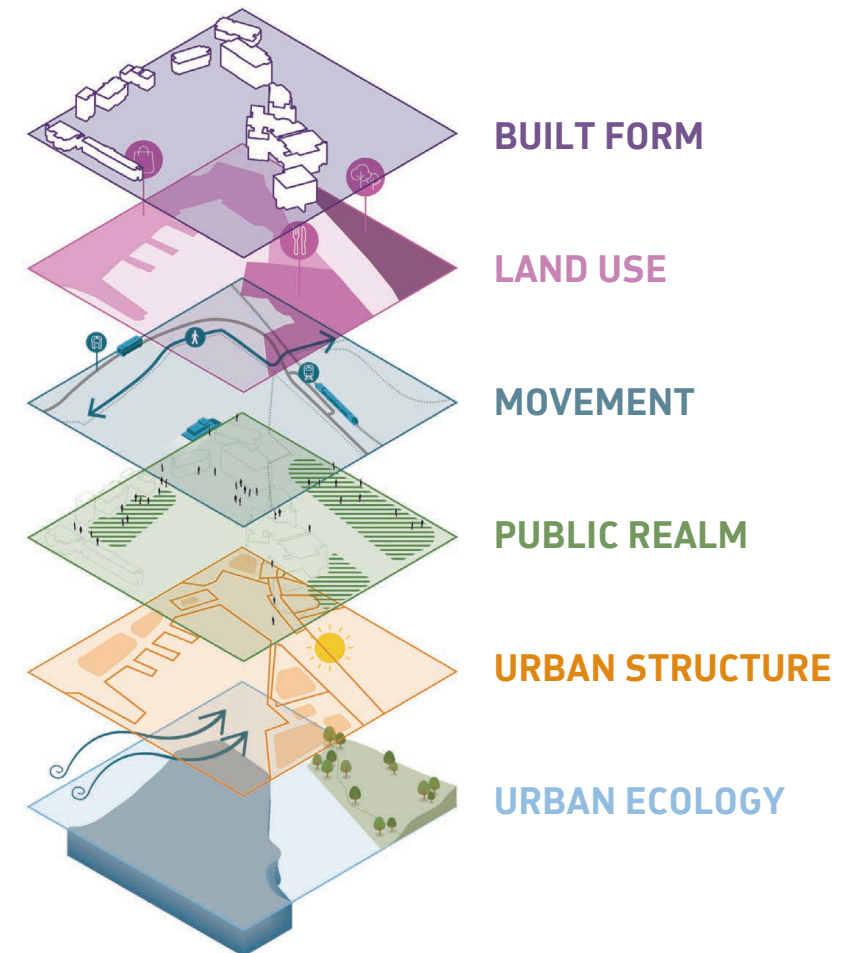 BUILT FORM
LAND USE
MOVEMENT
PUBLIC REALM
URBAN STRUCTURE
URBAN ECOLOGY